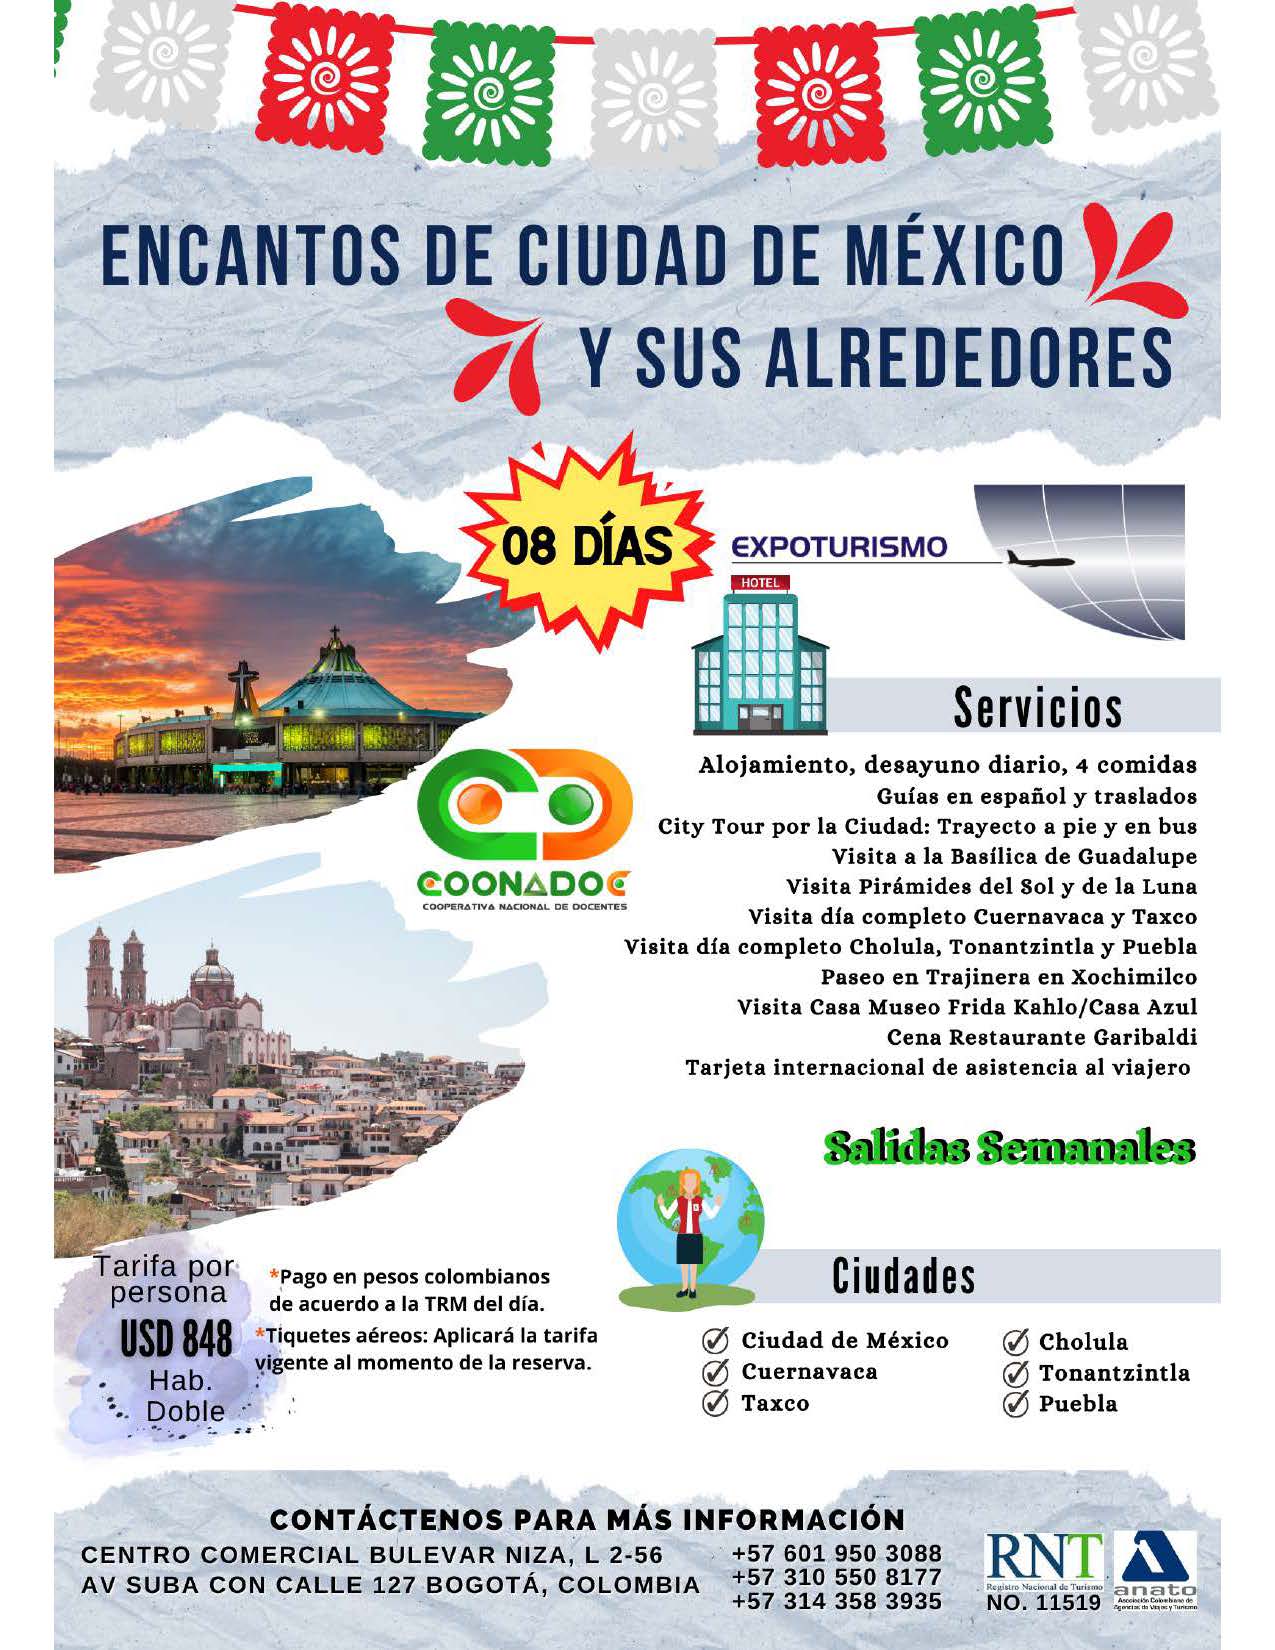 ENCANTOS DE CIUDAD DE MÉXICO
Y SUS ALREDEDORES
08 DÍAS
EXPOTURISMO
HOTEL
Servicios
Alojamiento, desayuno diario, 4 comidas
Guías en español y traslados
City Tour por la Ciudad: Trayecto a pie y en bus
Visita a la Basílica de Guadalupe
Visita Pirámides del Sol y de la Luna
Visita día completo Cuernavaca y Taxco
Visita día completo Cholula, Tonantzintla y Puebla
Paseo en Trajinera en Xochimilco
Visita Casa Museo Frida Kahlo/Casa Azul
Cena Restaurante Garibaldi
Tarjeta internacional de asistencia al viajero
COONADOC
COOPERATIVA NACIONAL DE DOCENTES
Salidas Semanales
Tarifa por
persona
USD 848
Hab.
Doble
*Pago en pesos colombianos
de acuerdo a la TRM del día.
*Tiquetes aéreos: Aplicará la tarifa
vigente al momento de la reserva.
Ciudades
Ciudad de México
Cuernavaca
Taxco
Cholula
Tonantzintla
Puebla
CONTÁCTENOS PARA MÁS INFORMACIÓN
CENTRO COMERCIAL BULEVAR NIZA, L 2-56
AV SUBA CON CALLE 127 BOGOTÁ, COLOMBIA
+57 601 950 3088
+57 310 550 8177
+57 314 358 3935
RNT
Registro Nacional de Turismo
NO. 11519
anato
Asociación Colombiana de
Agencias de Viajes y Turismo